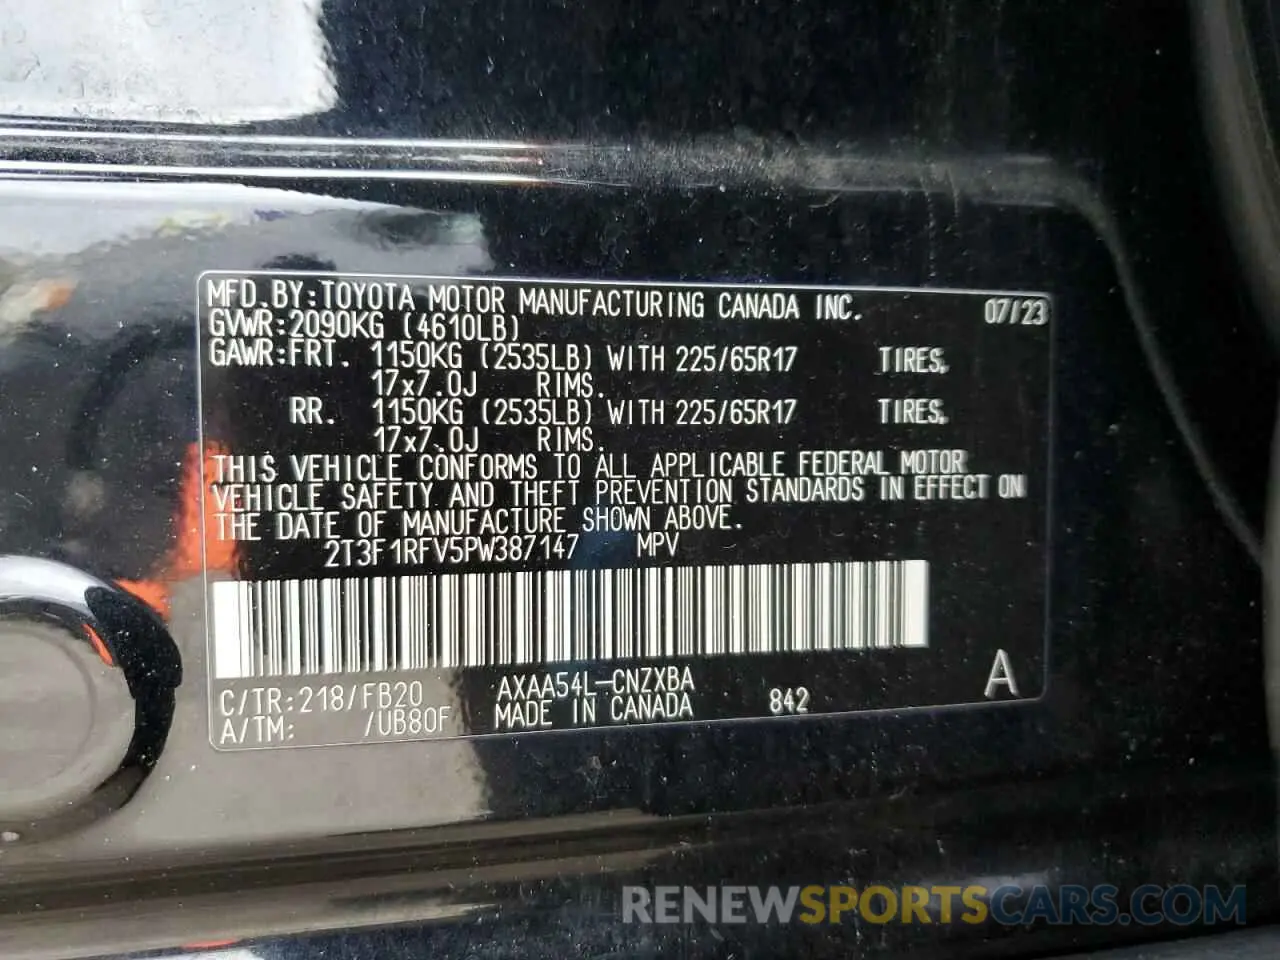 MFD.BY:TOYOTA MOTOR MANUFACTURING CANADA INC. 07/23
GVWR:2090KG (4610LB)
GAWR:FRT. 1150KG (2535LB) WITH 225/65R17 TIRES,
17x7.0J RIMS.
RR. 1150KG (2535LB) WITH 225/65R17 TIRES,
17x7.0J RIMS.
THIS VEHICLE CONFORMS TO ALL APPLICABLE FEDERAL MOTOR
VEHICLE SAFETY AND THEFT PREVENTION STANDARDS IN EFFECT ON
THE DATE OF MANUFACTURE SHOWN ABOVE.
2T3F1RFV5PW387147 MPV
C/TR:218/FB20 AXAA54L-CNZXBA
A/TM: /UB80F MADE IN CANADA 842 A
RENEWSPORTSCARS.COM